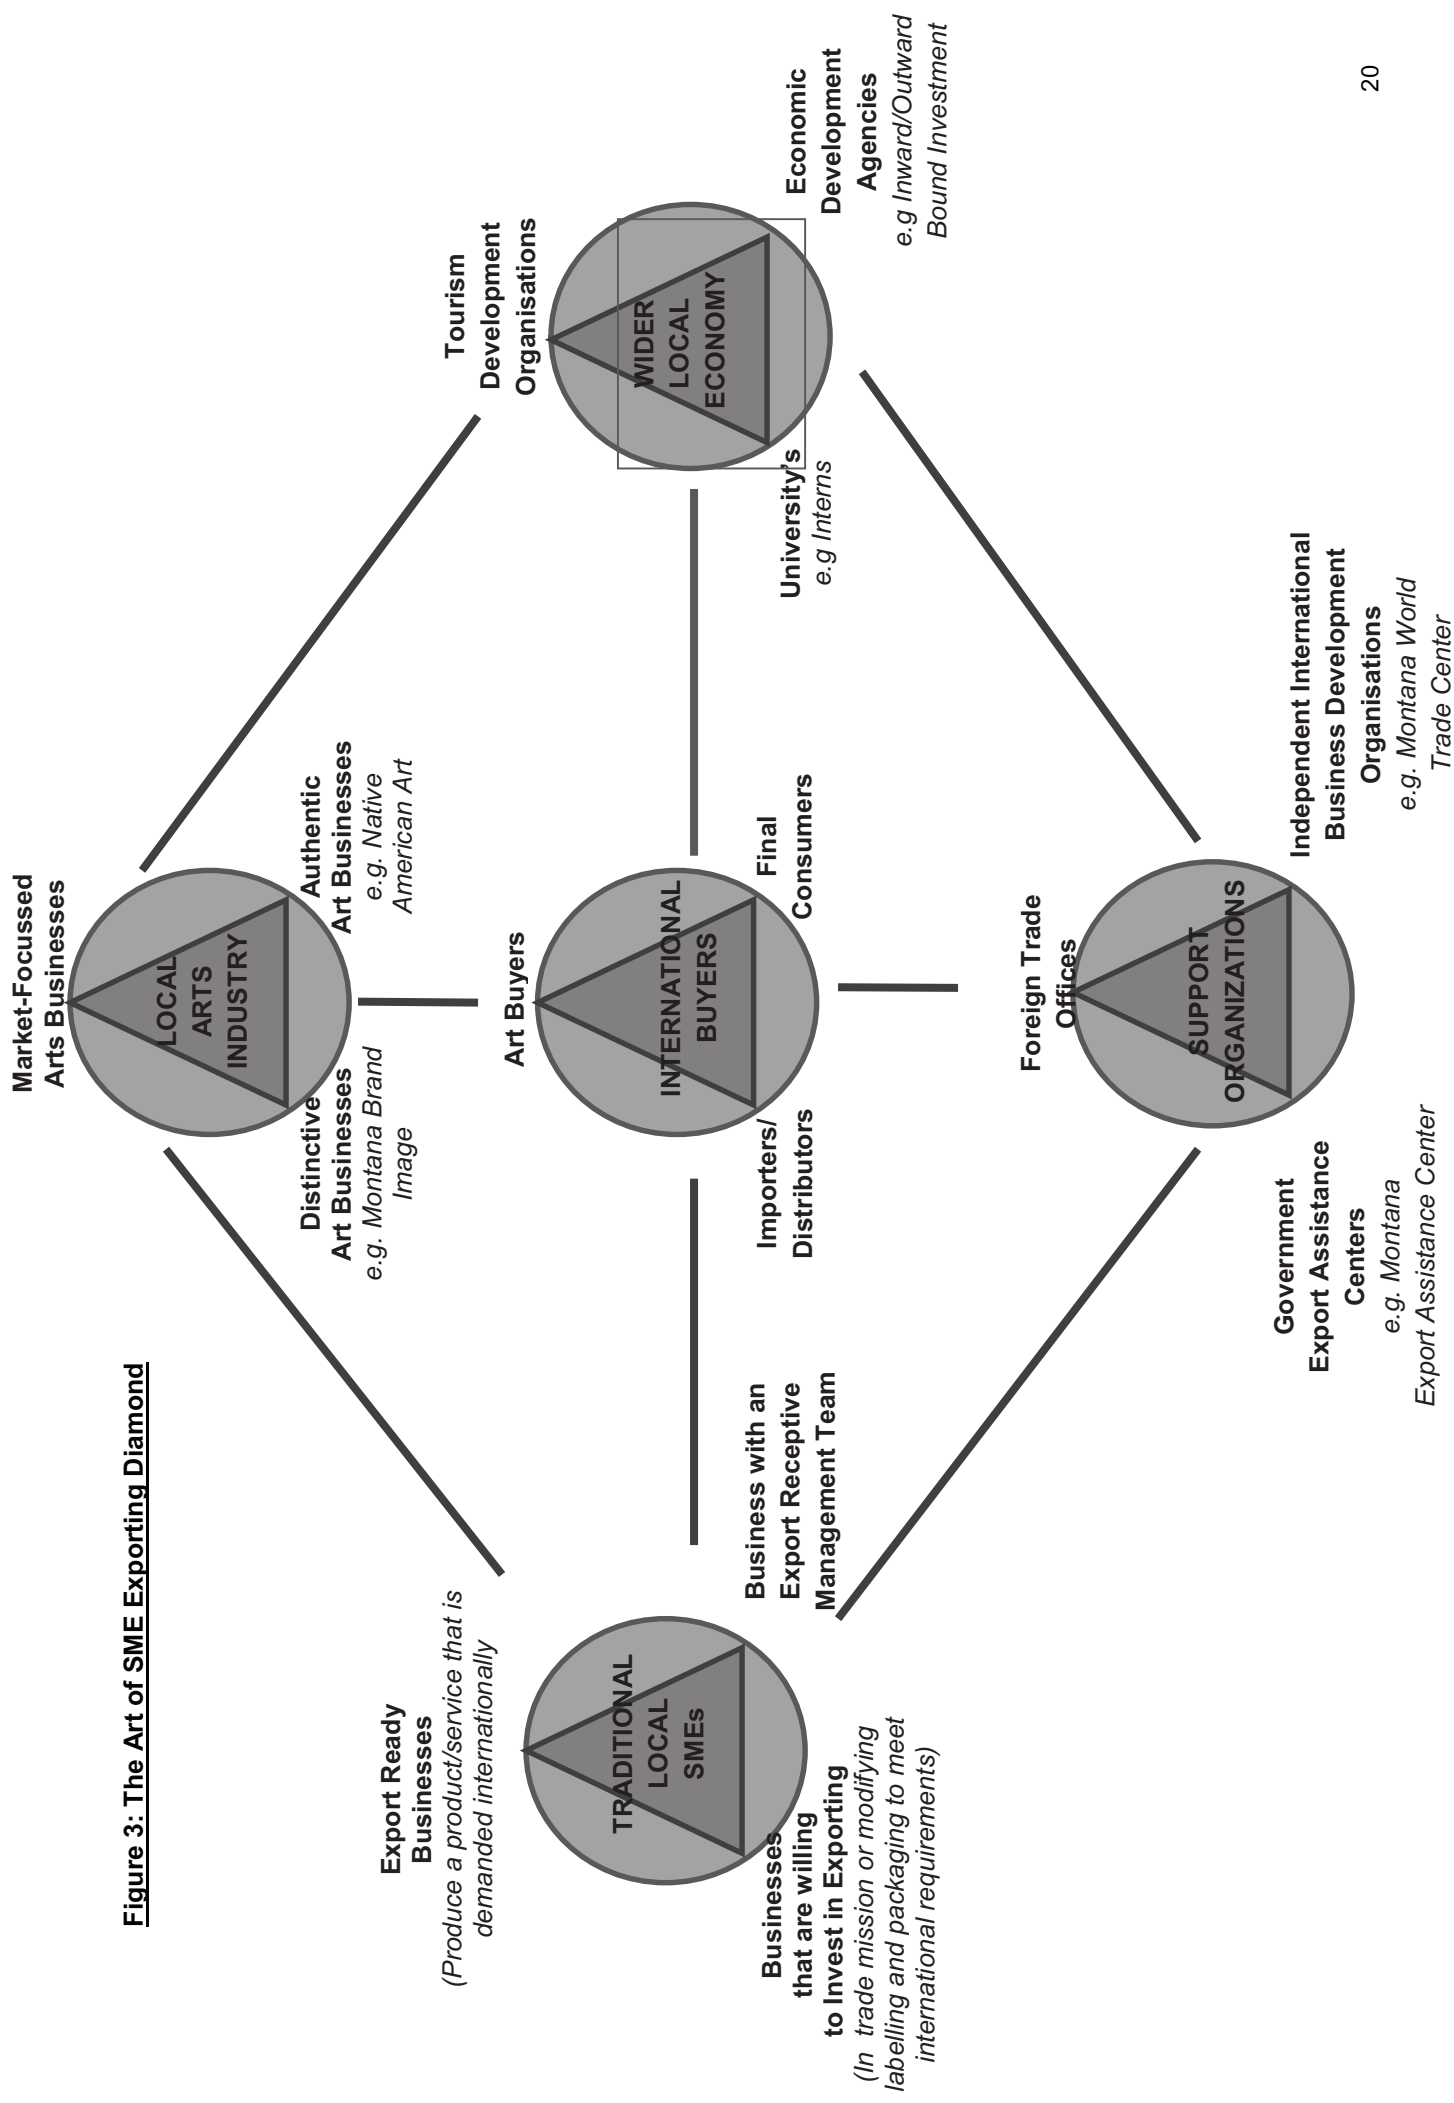 Figure 3: The Art of SME Exporting Diamond
Market-Focussed
Arts Businesses
LOCAL
ARTS
INDUSTRY
Distinctive
Art Businesses
e.g. Montana Brand
Image
Authentic
Art Businesses
e.g. Native
American Art
Export Ready
Businesses
(Produce a product/service that is
demanded internationally
TRADITIONAL
LOCAL
SMEs
Businesses
that are willing
to Invest in Exporting
(In trade mission or modifying
labelling and packaging to meet
international requirements)
Business with an
Export Receptive
Management Team
Art Buyers
INTERNATIONAL
BUYERS
Importers/
Distributors
Final
Consumers
Tourism
Development
Organisations
WIDER
LOCAL
ECONOMY
University's
e.g Interns
Economic
Development
Agencies
e.g Inward/Outward
Bound Investment
Foreign Trade
Offices
SUPPORT
ORGANIZATIONS
Government
Export Assistance
Centers
e.g. Montana
Export Assistance Center
Independent International
Business Development
Organisations
e.g. Montana World
Trade Center
20